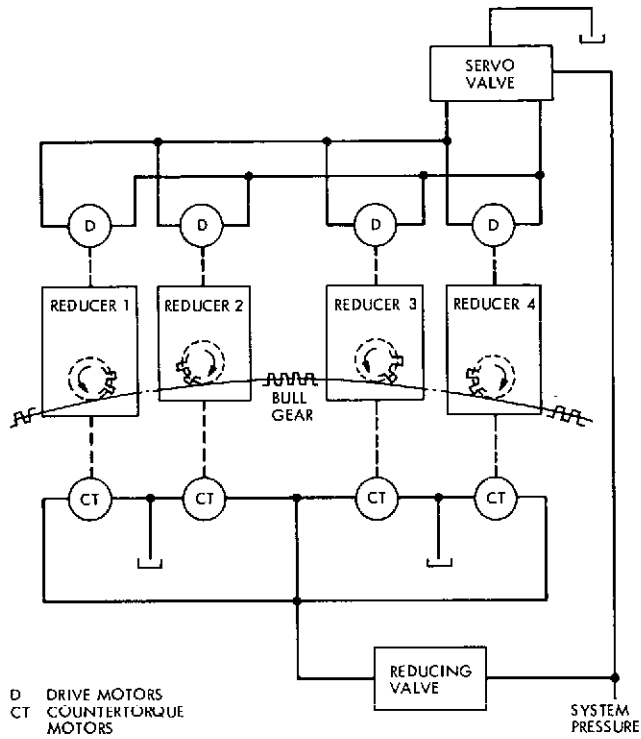 SERVO
VALVE
D
D
D
D
REDUCER 1
REDUCER 2
REDUCER 3
REDUCER 4
BULL
GEAR
CT
CT
CT
CT
REDUCING
VALVE
D DRIVE MOTORS
CT COUNTERTORQUE
MOTORS
SYSTEM
PRESSURE